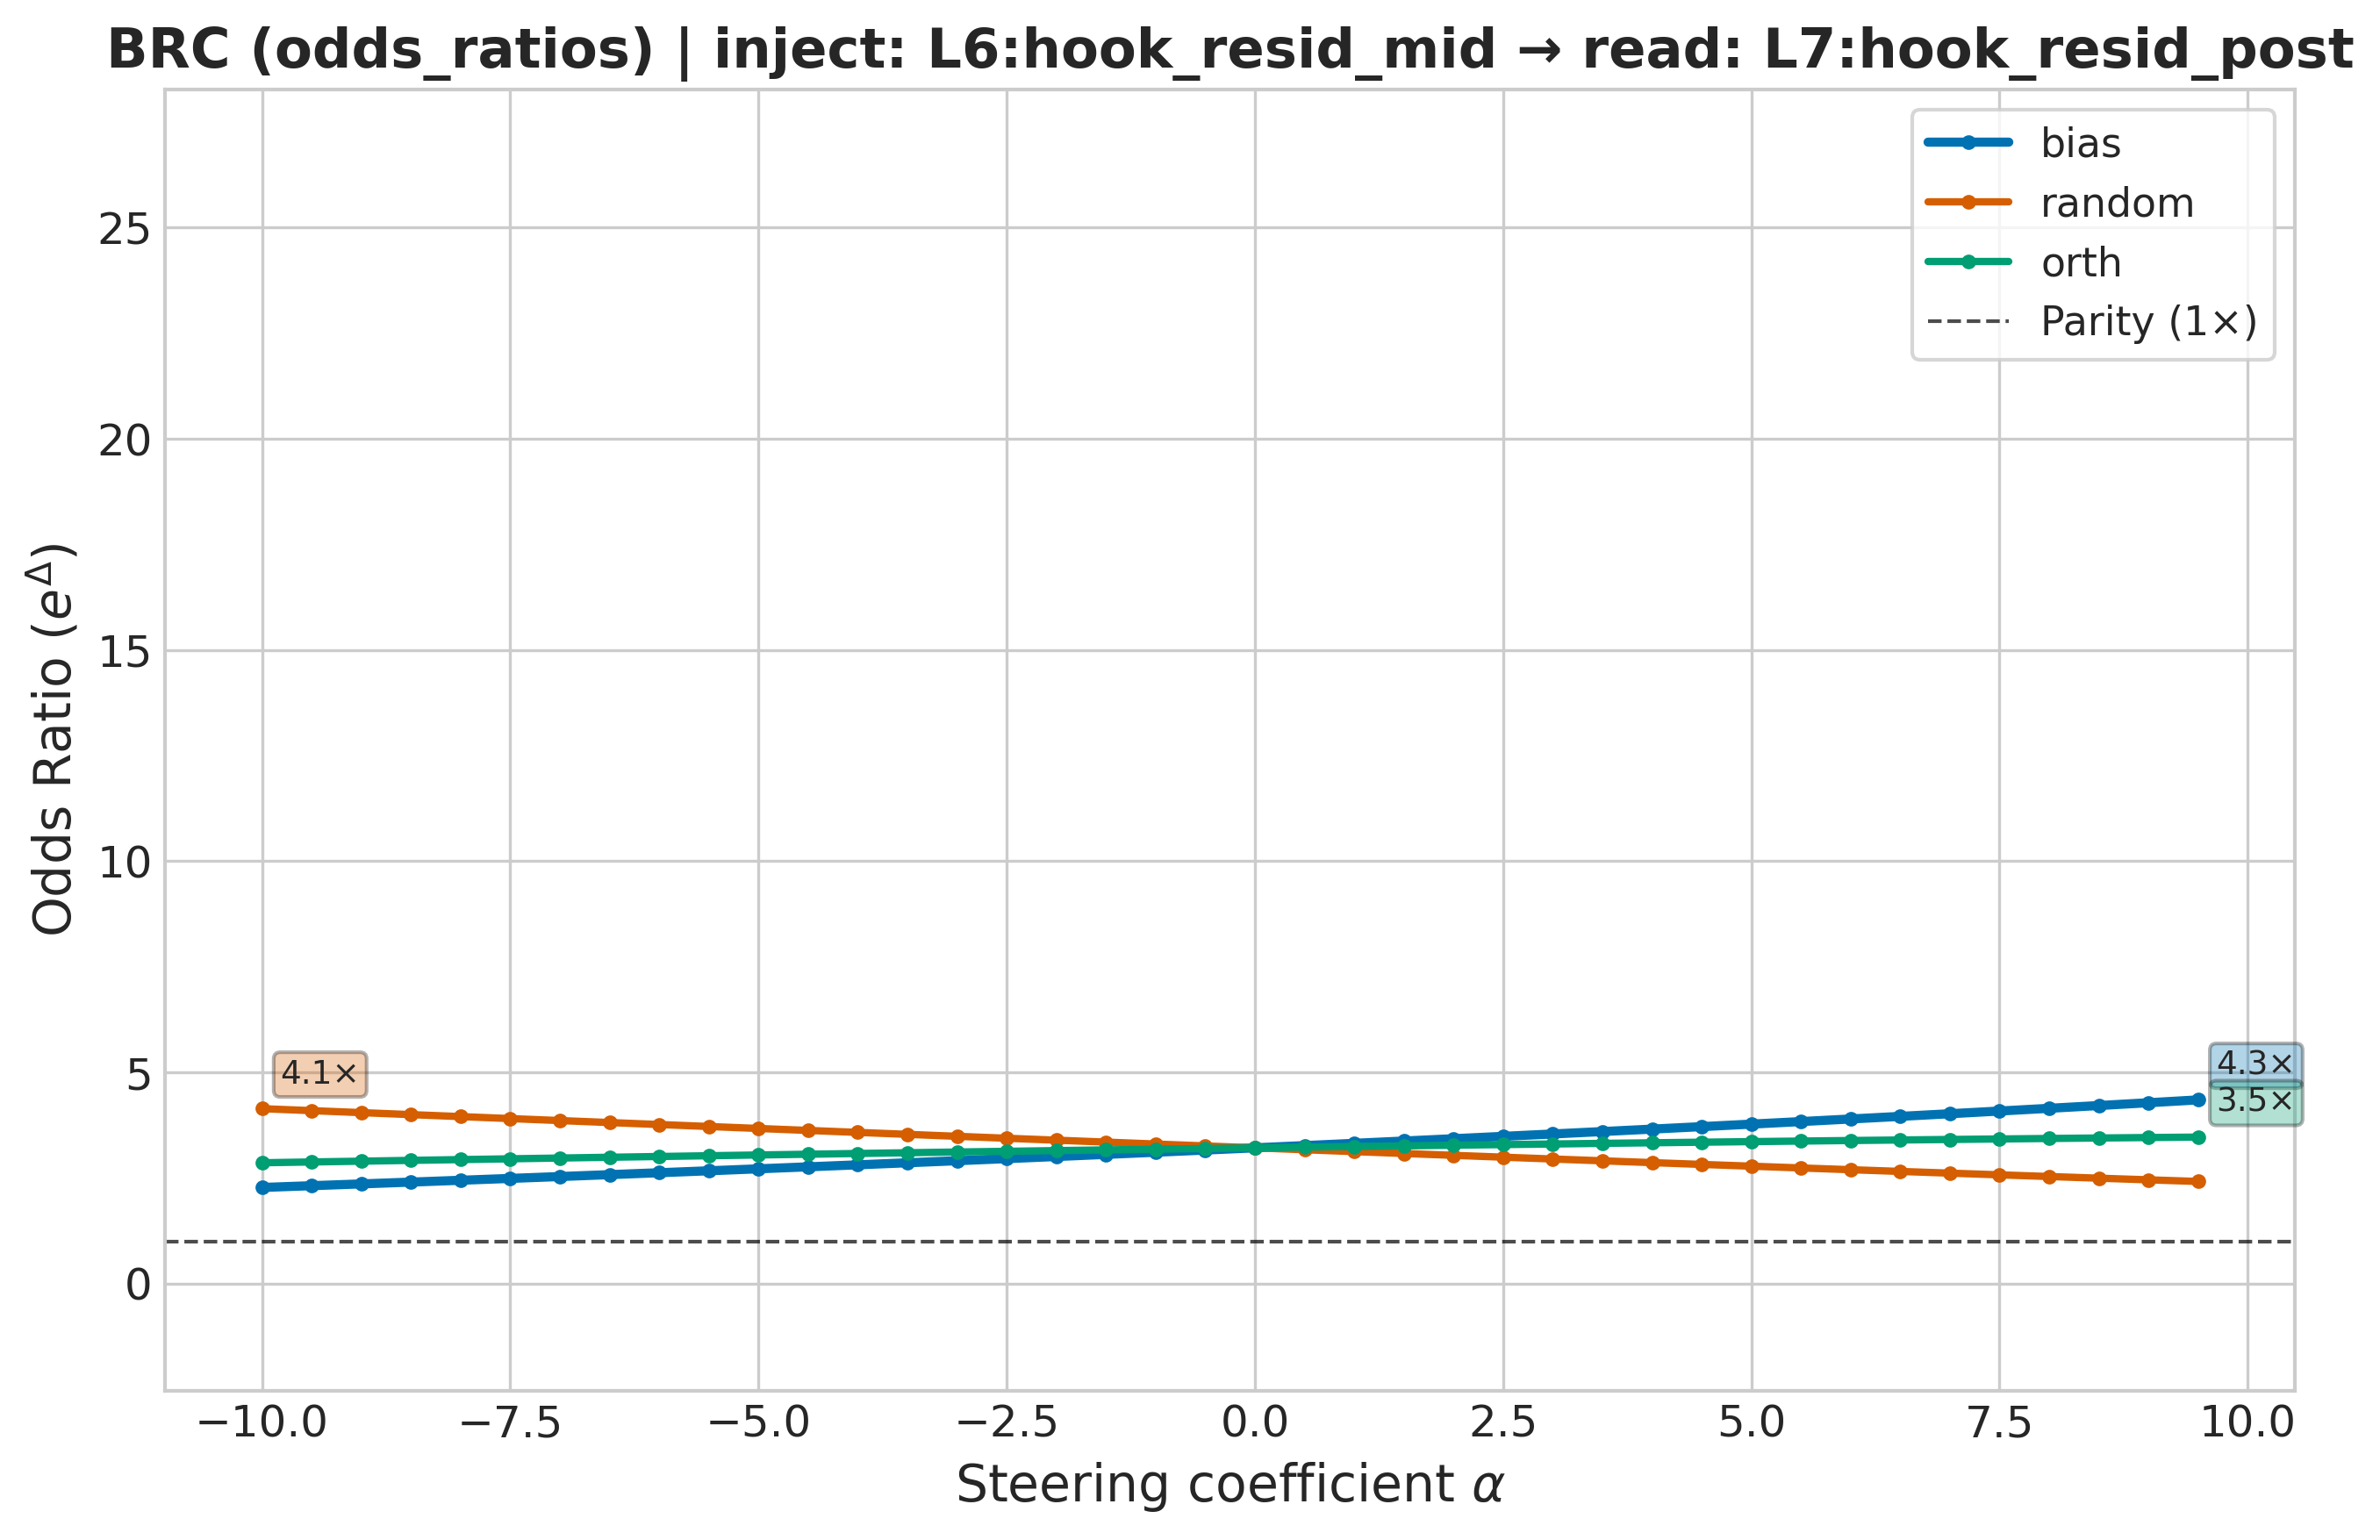 BRC (odds_ratios) | inject: L6:hook_resid_mid → read: L7:hook_resid_post
bias
random
orth
Parity (1×)
25
20
15
10
5
0
Odds Ratio (e^Δ)
4.1×
4.3×
3.5×
−10.0 −7.5 −5.0 −2.5 0.0 2.5 5.0 7.5 10.0
Steering coefficient α